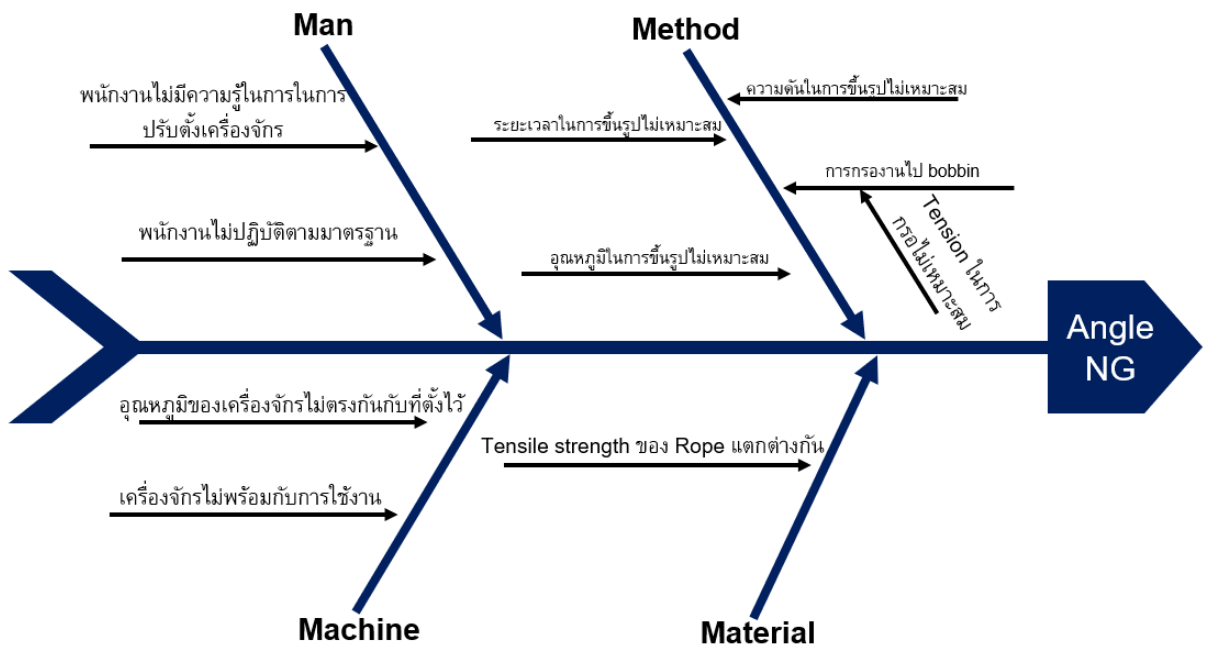 Man
Method
พนักงานไม่มีความรู้ในการในการ
ปรับตั้งเครื่องจักร
ความดันในการขึ้นรูปไม่เหมาะสม
ระยะเวลาในการขึ้นรูปไม่เหมาะสม
การกรองานไป bobbin
Tension ในการ
กรอไม่เหมาะสม
พนักงานไม่ปฏิบัติตามมาตรฐาน
อุณหภูมิในการขึ้นรูปไม่เหมาะสม
Angle
NG
อุณหภูมิของเครื่องจักรไม่ตรงกันกับที่ตั้งไว้
Tensile strength ของ Rope แตกต่างกัน
เครื่องจักรไม่พร้อมกับการใช้งาน
Machine
Material